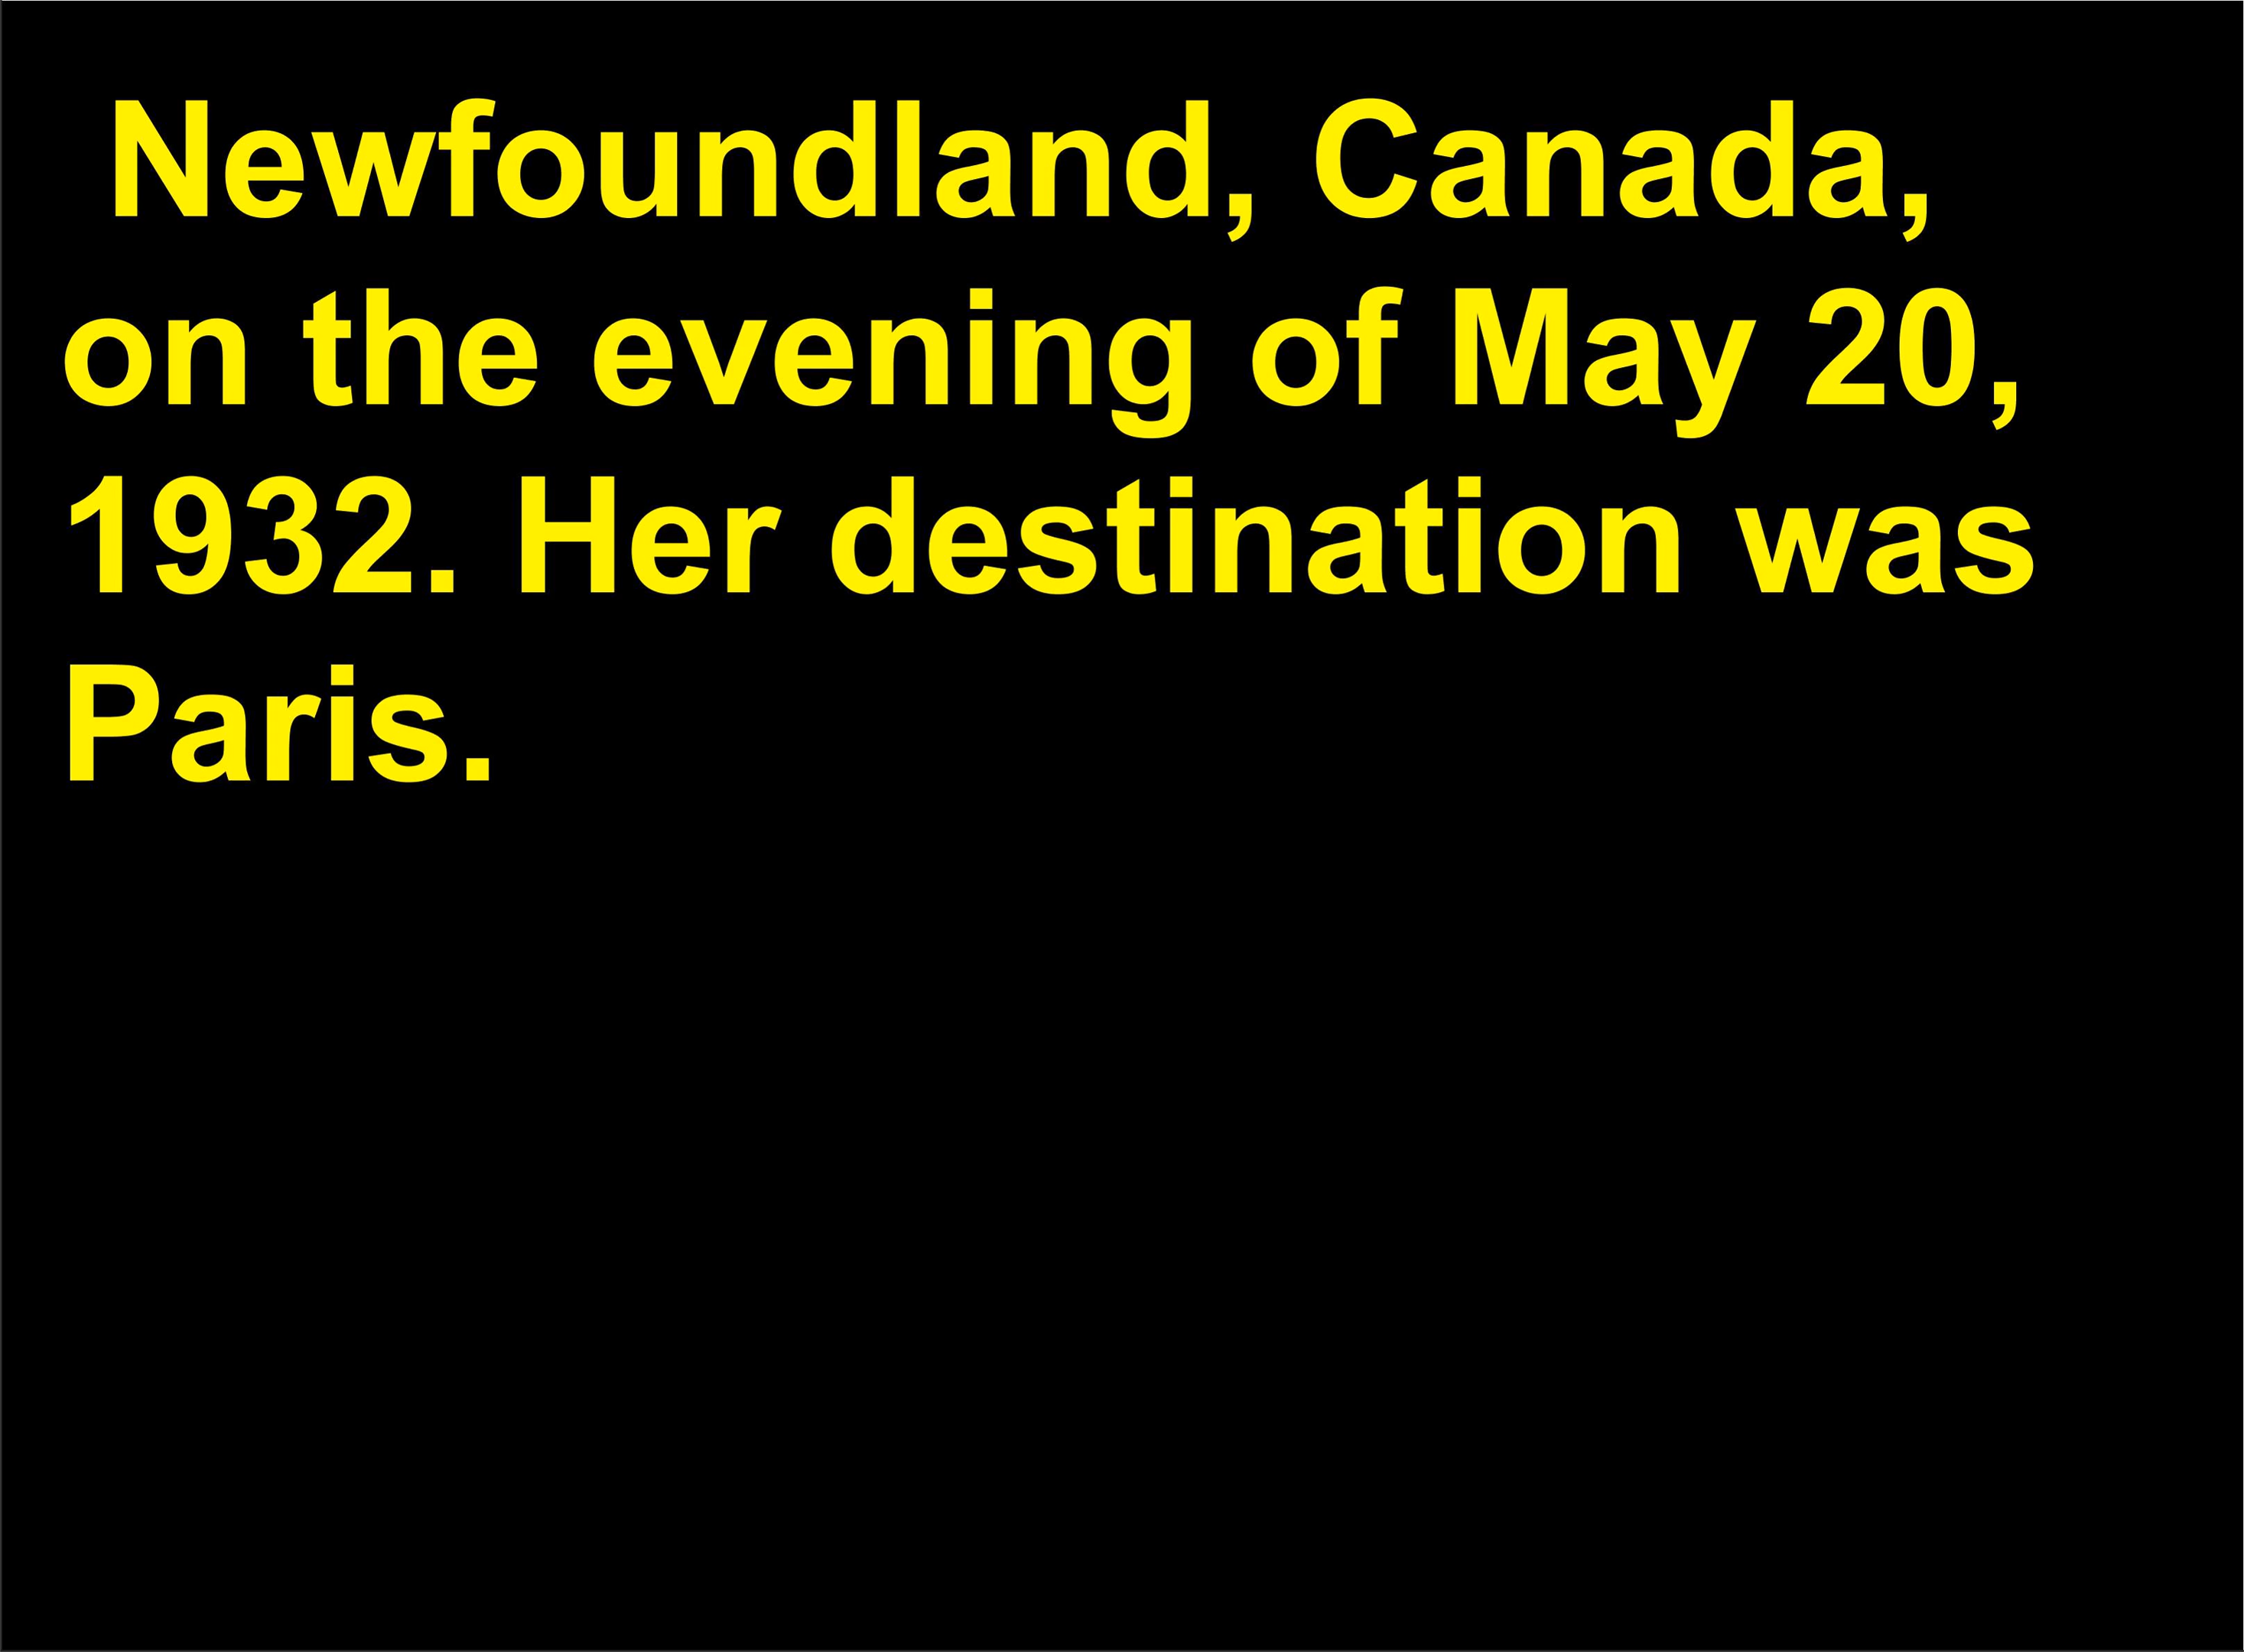 Newfoundland, Canada,
on the evening of May 20,
1932. Her destination was
Paris.